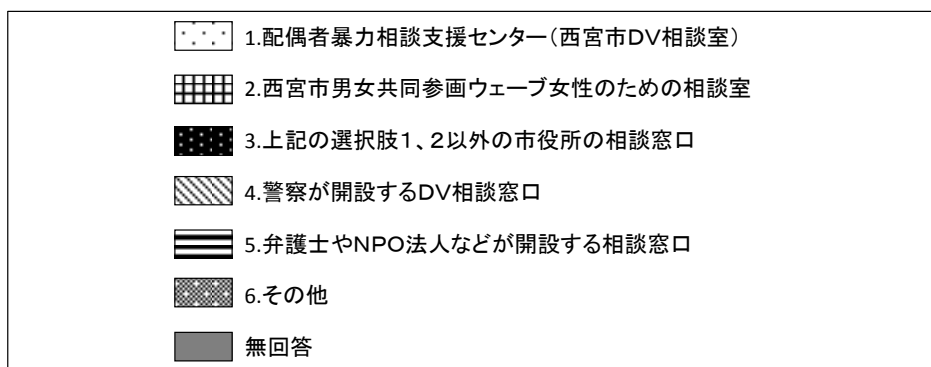 1.配偶者暴力相談支援センター(西宮市DV相談室)
2.西宮市男女共同参画ウェーブ女性のための相談室
3.上記の選択肢1、2以外の市役所の相談窓口
4.警察が開設するDV相談窓口
5.弁護士やNPO法人などが開設する相談窓口
6.その他
無回答